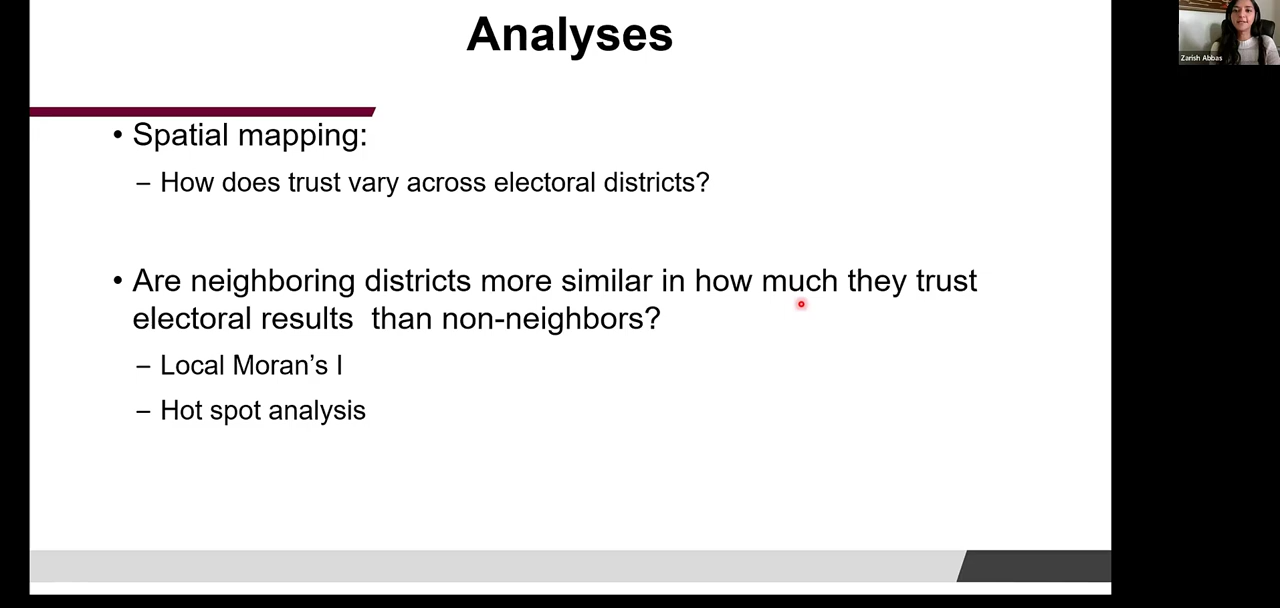 Analyses
• Spatial mapping:
– How does trust vary across electoral districts?
• Are neighboring districts more similar in how much they trust
electoral results  than non-neighbors?
– Local Moran’s I
– Hot spot analysis
Zarish Abbas